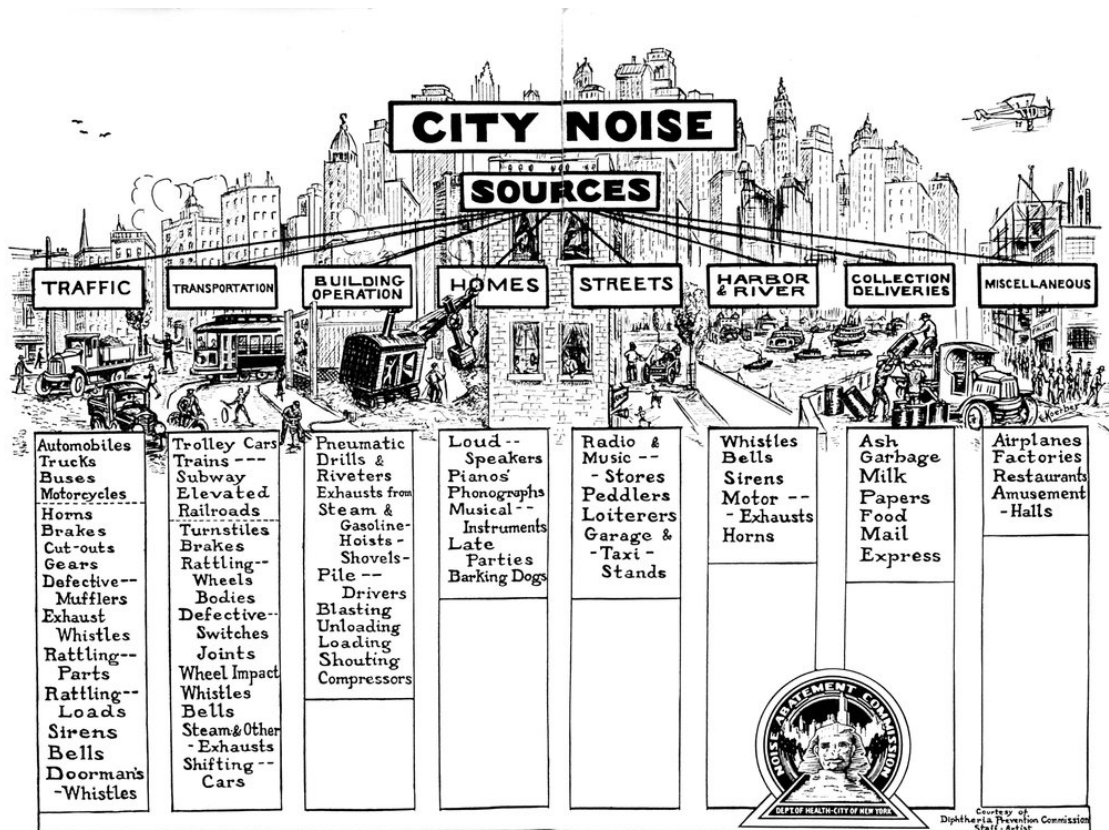 CITY NOISE
SOURCES
TRAFFIC
TRANSPORTATION
BUILDING
OPERATION
HOMES
STREETS
HARBOR
& RIVER
COLLECTION
DELIVERIES
MISCELLANEOUS
Automobiles
Trucks
Buses
Motorcycles
Horns
Brakes
Cut-outs
Gears
Defective--
Mufflers
Exhaust
Whistles
Rattling--
Parts
Rattling--
Loads
Sirens
Bells
Doorman's
-Whistles
Trolley Cars
Trains ----
Subway
Elevated
Railroads
Turnstiles
Brakes
Rattling--
Wheels
Bodies
Defective--
Switches
Joints
Wheel Impact
Whistles
Bells
Steam & Other
- Exhausts
Shifting --
Cars
Pneumatic
Drills &
Riveters
Exhausts from
Steam &
Gasoline-
Hoists -
Shovels-
Pile --
Drivers
Blasting
Unloading
Loading
Shouting
Compressors
Loud --
Speakers
Pianos
Phonographs
Musical --
Instruments
Late
Parties
Barking Dogs
Radio &
Music --
- Stores
Peddlers
Loiterers
Garage &
- Taxi -
Stands
Whistles
Bells
Sirens
Motor --
- Exhausts
Horns
Ash
Garbage
Milk
Papers
Food
Mail
Express
Airplanes
Factories
Restaurants
Amusement
- Halls
Koerber
NOISE ABATEMENT COMMISSION
DEPT. OF HEALTH-CITY OF NEW YORK
Courtesy of
Diphtheria Prevention Commission
Staff - Artist